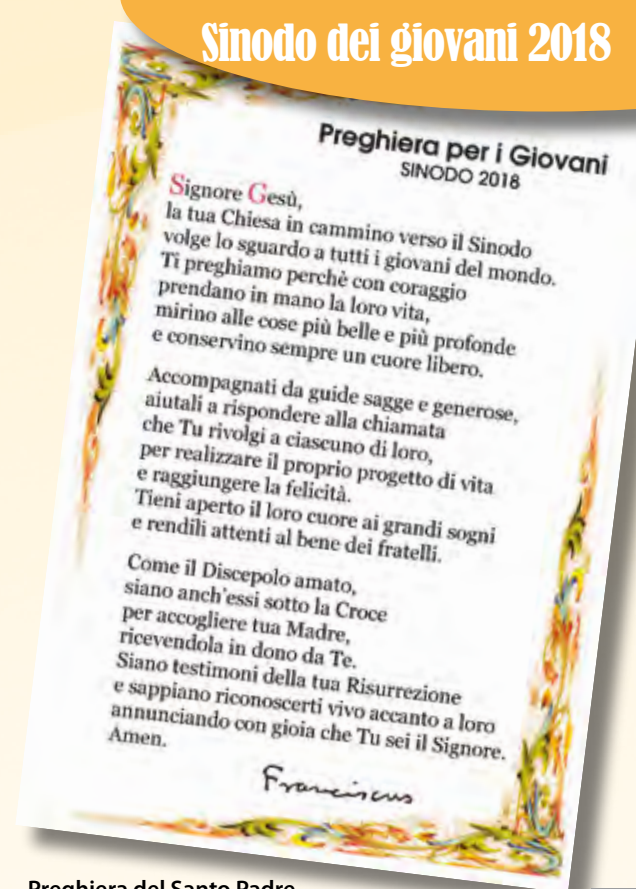 Sinodo dei giovani 2018
Preghiera per i Giovani
SINODO 2018
Signore Gesù,
la tua Chiesa in cammino verso il Sinodo
volge lo sguardo a tutti i giovani del mondo.
Ti preghiamo perchè con coraggio
prendano in mano la loro vita,
mirino alle cose più belle e più profonde
e conservino sempre un cuore libero.
Accompagnati da guide sagge e generose,
aiutali a rispondere alla chiamata
che Tu rivolgi a ciascuno di loro,
per realizzare il proprio progetto di vita
e raggiungere la felicità.
Tieni aperto il loro cuore ai grandi sogni
e rendili attenti al bene dei fratelli.
Come il Discepolo amato,
siano anch'essi sotto la Croce
per accogliere tua Madre,
ricevendola in dono da Te.
Siano testimoni della tua Risurrezione
e sappiano riconoscerti vivo accanto a loro
annunciando con gioia che Tu sei il Signore.
Amen.
Franciscus
Preghiera del Santo Padre